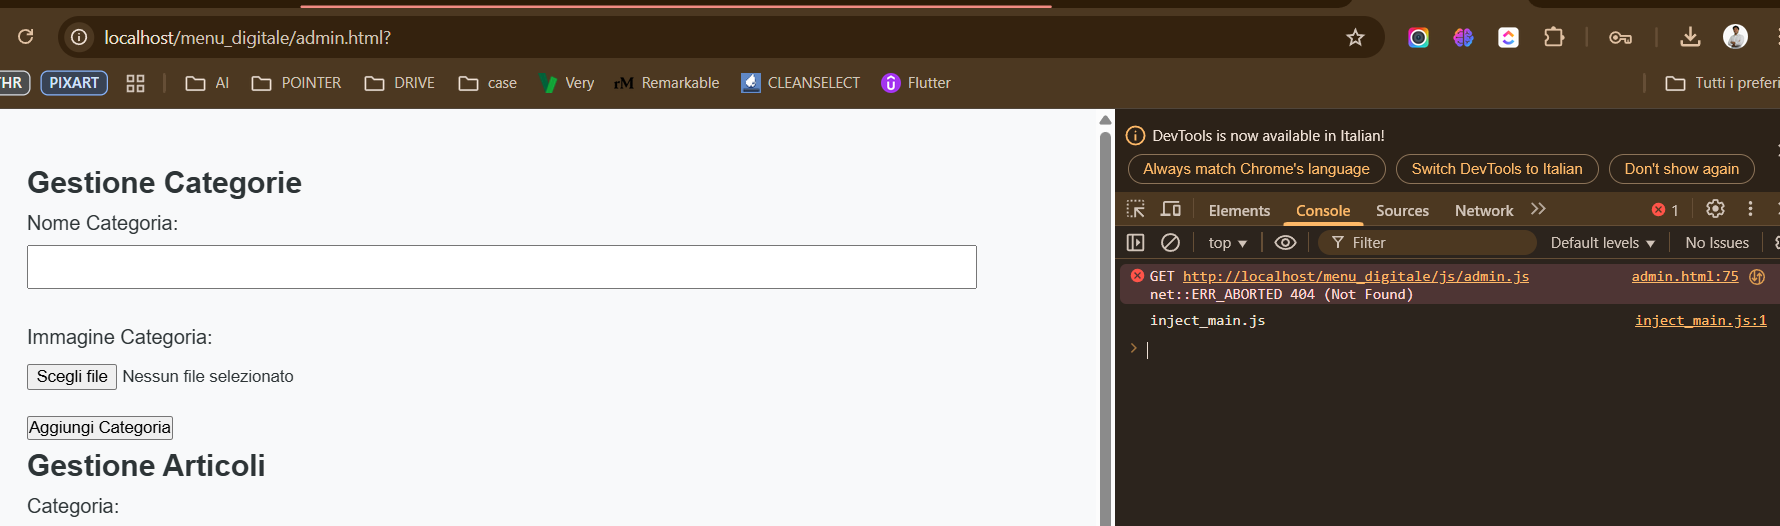 localhost/menu_digitale/admin.html?
HR PIXART AI POINTER DRIVE case Very rM Remarkable CLEANSELECT Flutter Tutti i preferi
Gestione Categorie
Nome Categoria:
Immagine Categoria:
Scegli file Nessun file selezionato
Aggiungi Categoria
Gestione Articoli
Categoria:
DevTools is now available in Italian!
Always match Chrome's language Switch DevTools to Italian Don't show again
Elements Console Sources Network 1
top Filter Default levels No Issues
GET http://localhost/menu_digitale/js/admin.js admin.html:75
net::ERR_ABORTED 404 (Not Found)
inject_main.js inject_main.js:1